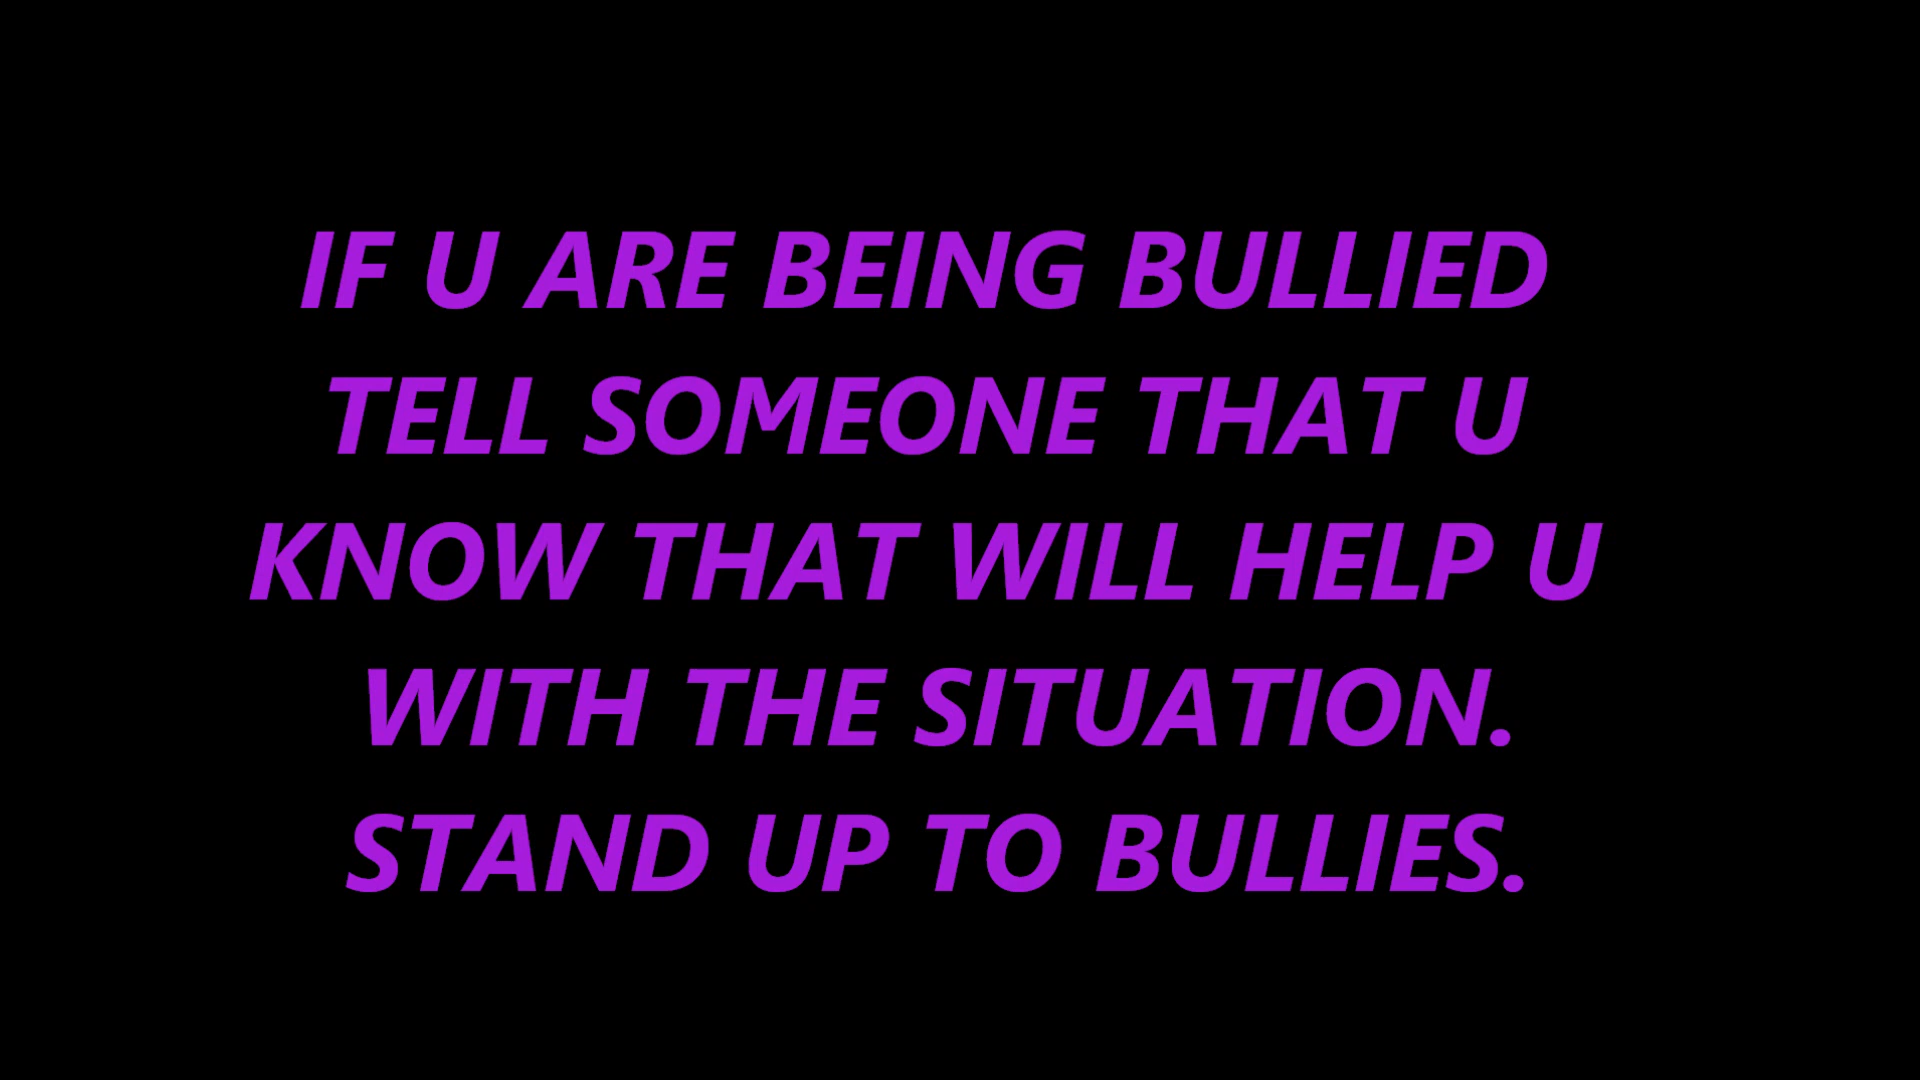 IF U ARE BEING BULLIED
TELL SOMEONE THAT U
KNOW THAT WILL HELP U
WITH THE SITUATION.
STAND UP TO BULLIES.